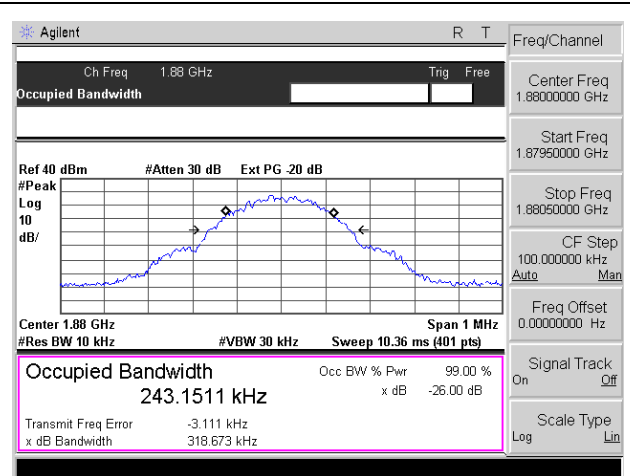 Agilent R T
Ch Freq 1.88 GHz Trig Free
Occupied Bandwidth
Ref 40 dBm #Atten 30 dB Ext PG -20 dB
#Peak
Log
10
dB/
Center 1.88 GHz Span 1 MHz
#Res BW 10 kHz #VBW 30 kHz Sweep 10.36 ms (401 pts)
Occupied Bandwidth Occ BW % Pwr 99.00 %
243.1511 kHz x dB -26.00 dB
Transmit Freq Error -3.111 kHz
x dB Bandwidth 318.673 kHz
Freq/Channel
Center Freq
1.88000000 GHz
Start Freq
1.87950000 GHz
Stop Freq
1.88050000 GHz
CF Step
100.000000 kHz
Auto Man
Freq Offset
0.00000000 Hz
Signal Track
On Off
Scale Type
Log Lin